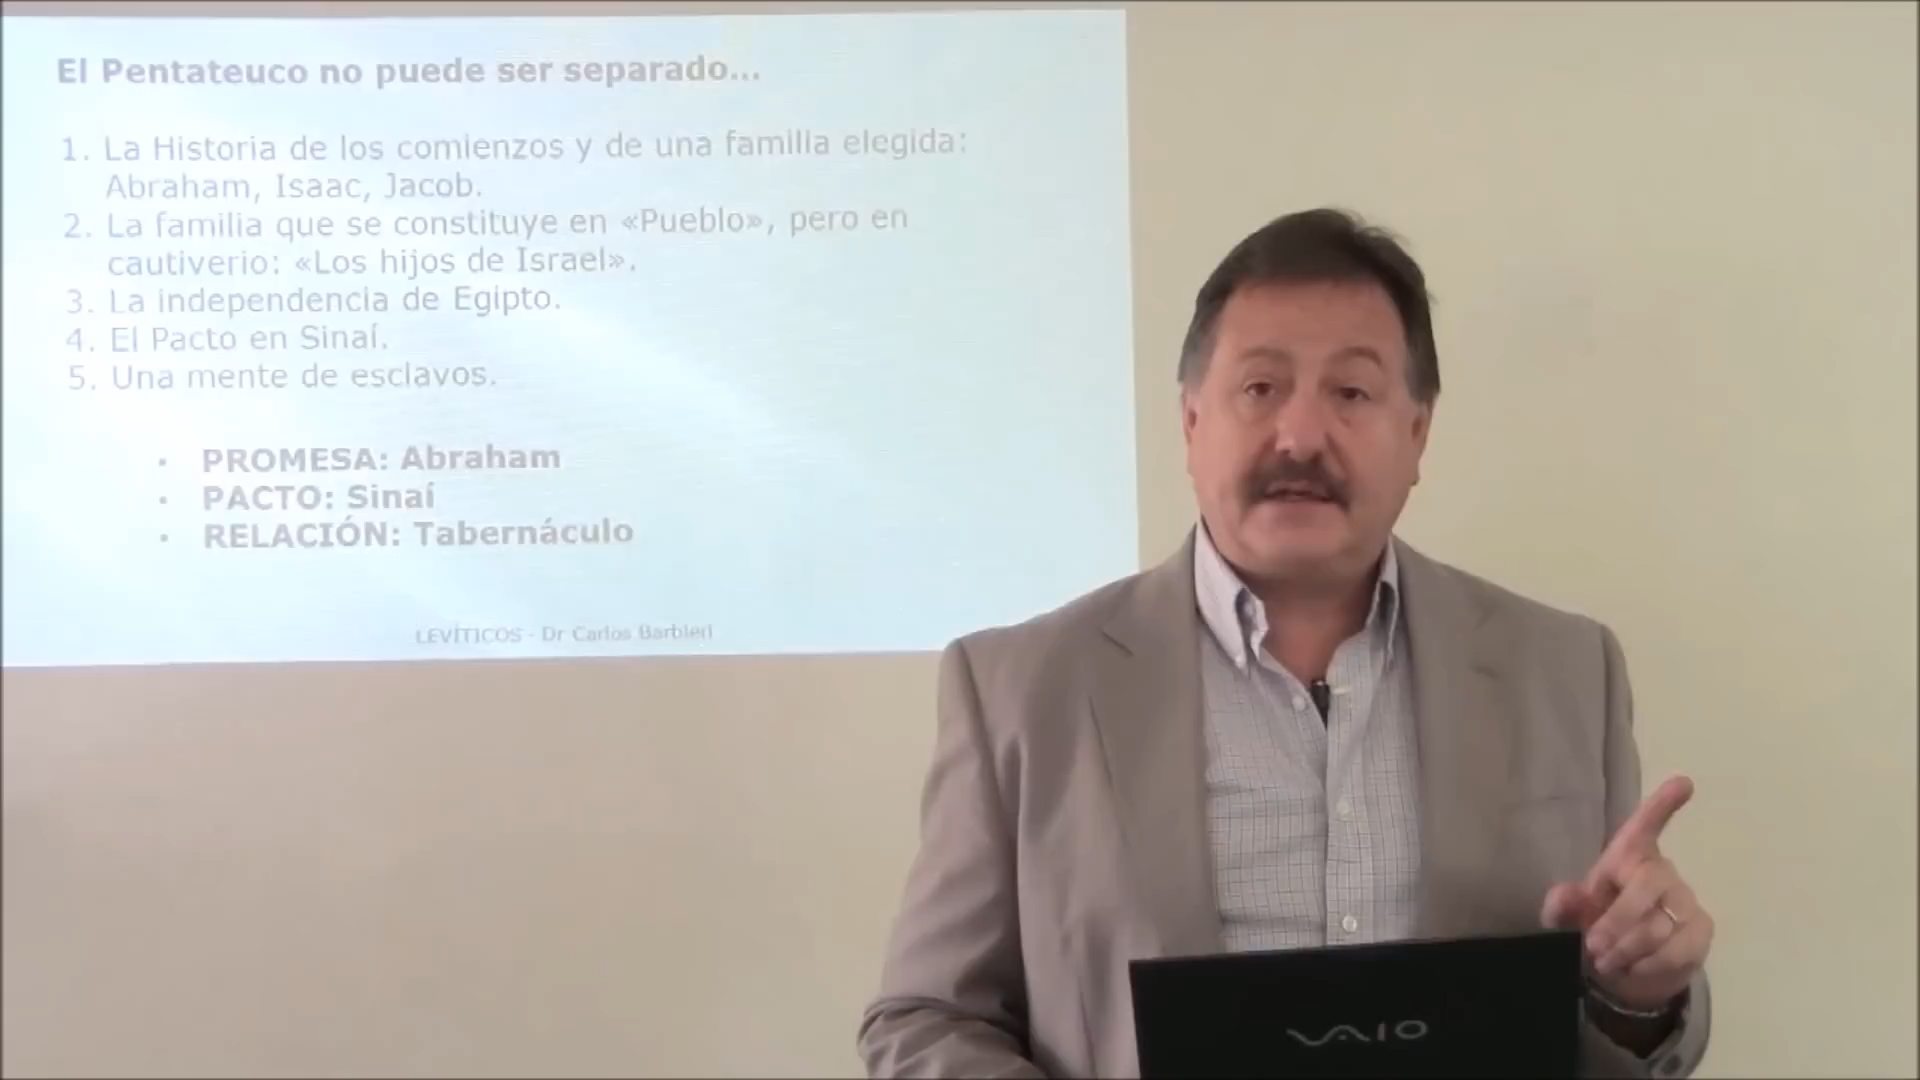 El Pentateuco no puede ser separado...
1. La Historia de los comienzos y de una familia elegida:
Abraham, Isaac, Jacob.
2. La familia que se constituye en «Pueblo», pero en
cautiverio: «Los hijos de Israel».
3. La independencia de Egipto.
4. El Pacto en Sinaí.
5. Una mente de esclavos.
• PROMESA: Abraham
• PACTO: Sinaí
• RELACIÓN: Tabernáculo
LEVÍTICOS - Dr Carlos Barbieri
VAIO